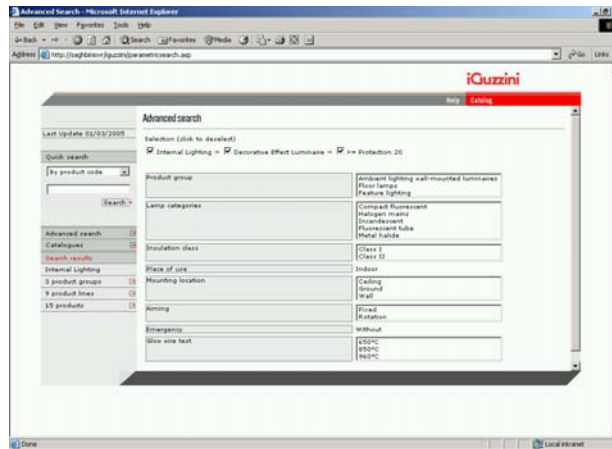 Advanced Search - Microsoft Internet Explorer
File Edit View Favorites Tools Help
Back Search Favorites Media
Address http://saghbiniovr/iguzzini/parametricsearch.asp Go Links
iGuzzini
Help Catalog
Advanced search
Last Update 01/03/2005
Selection (click to deselect)
Internal Lighting Decorative Effect Luminaire >= Protection 20
Quick search
By product code
Search
Product group
Ambient lighting wall-mounted luminaires
Floor lamps
Feature lighting
Lamp categories
Compact fluorescent
Halogen mains
Incandescent
Fluorescent tube
Metal halide
Advanced search
Catalogues
Search results
Internal Lighting
3 product groups
9 product lines
15 products
Insulation class
Class I
Class II
Place of use
Indoor
Mounting location
Ceiling
Ground
Wall
Aiming
Fixed
Rotation
Emergency
Without
Glow wire test
650°C
850°C
960°C
Done
Local intranet